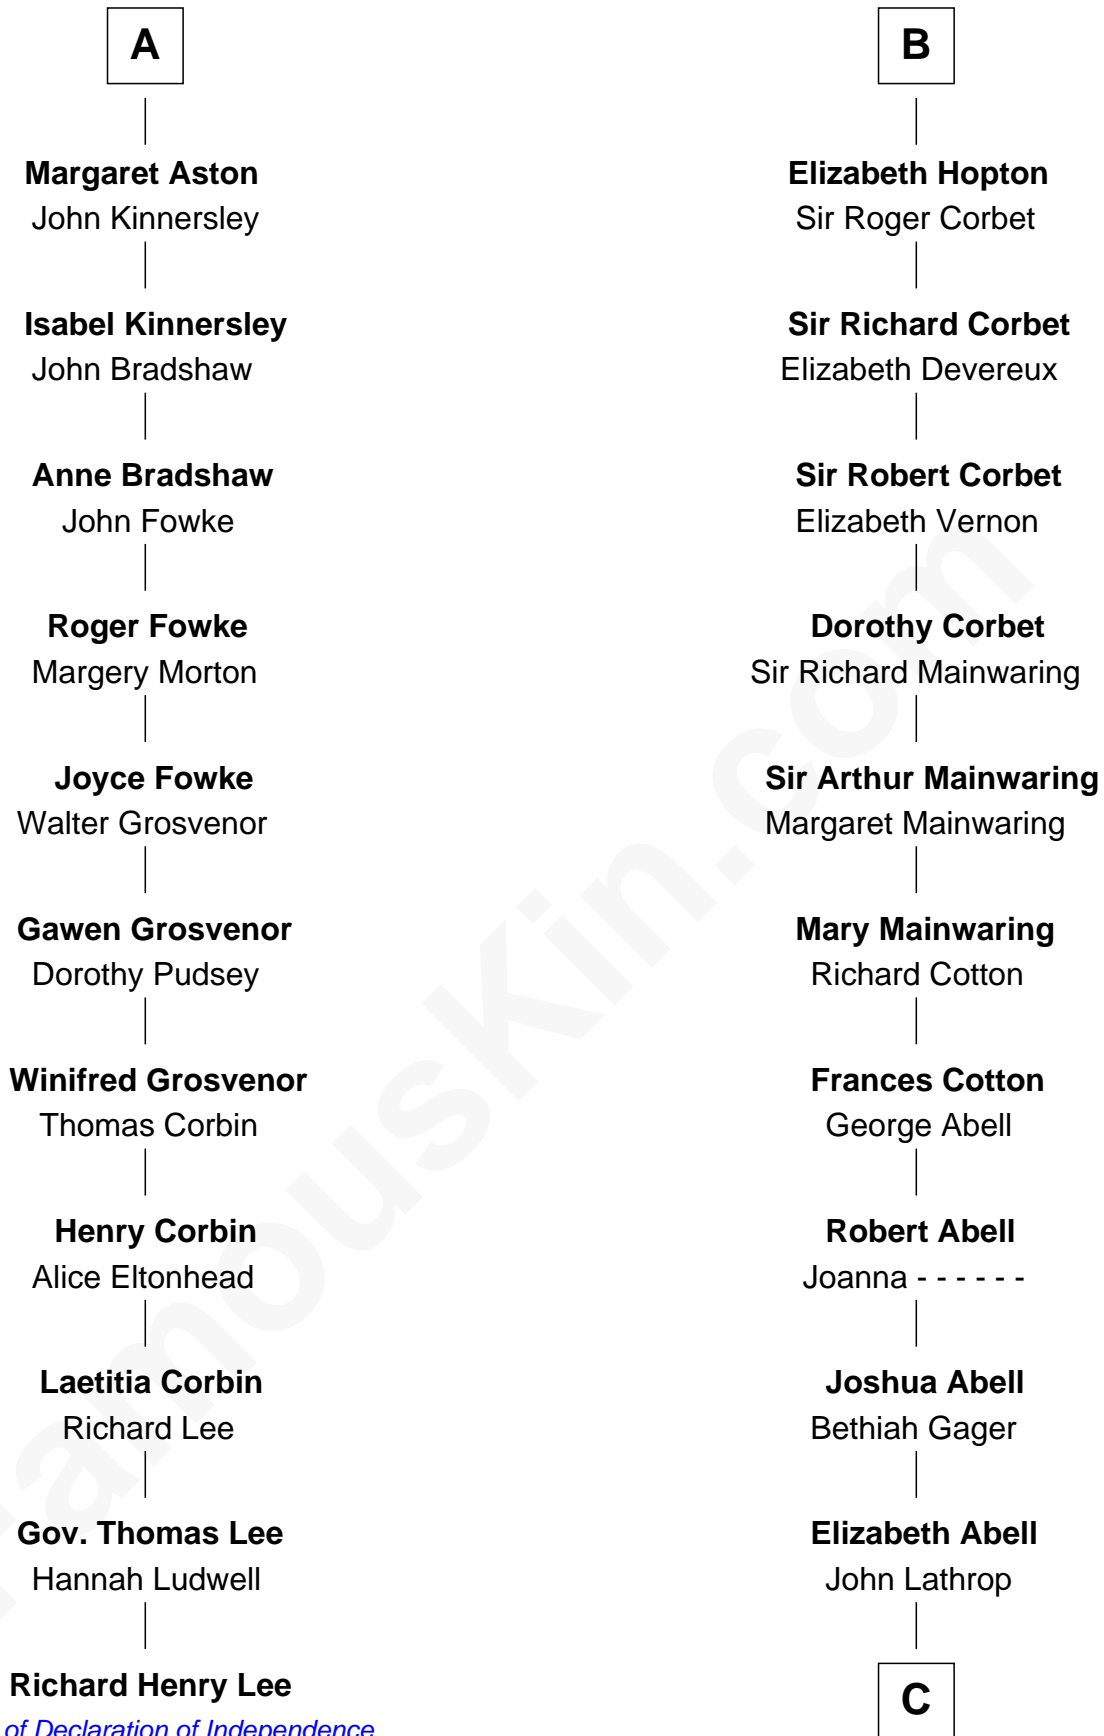 A
Margaret Aston
John Kinnersley
Isabel Kinnersley
John Bradshaw
Anne Bradshaw
John Fowke
Roger Fowke
Margery Morton
Joyce Fowke
Walter Grosvenor
Gawen Grosvenor
Dorothy Pudsey
Winifred Grosvenor
Thomas Corbin
Henry Corbin
Alice Eltonhead
Laetitia Corbin
Richard Lee
Gov. Thomas Lee
Hannah Ludwell
Richard Henry Lee
of Declaration of Independence
B
Elizabeth Hopton
Sir Roger Corbet
Sir Richard Corbet
Elizabeth Devereux
Sir Robert Corbet
Elizabeth Vernon
Dorothy Corbet
Sir Richard Mainwaring
Sir Arthur Mainwaring
Margaret Mainwaring
Mary Mainwaring
Richard Cotton
Frances Cotton
George Abell
Robert Abell
Joanna - - - - - -
Joshua Abell
Bethiah Gager
Elizabeth Abell
John Lathrop
C
famouskin.com